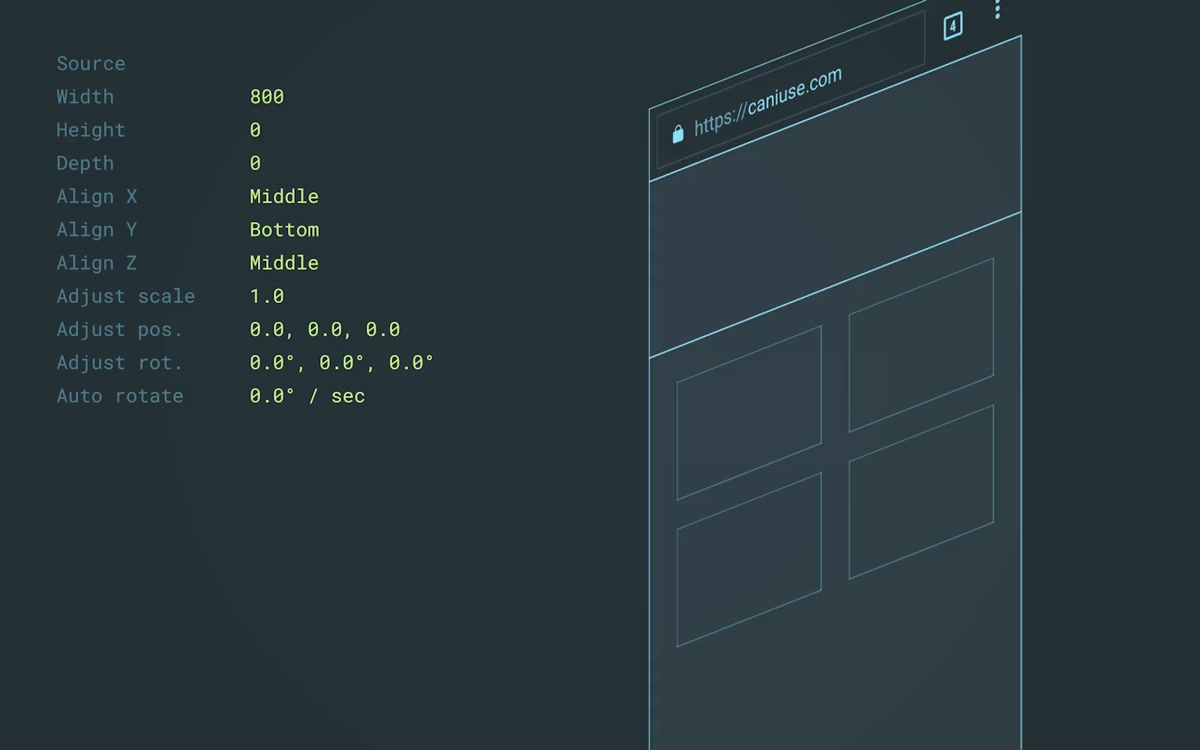 Source
Width 800
Height 0
Depth 0
Align X Middle
Align Y Bottom
Align Z Middle
Adjust scale 1.0
Adjust pos. 0.0, 0.0, 0.0
Adjust rot. 0.0°, 0.0°, 0.0°
Auto rotate 0.0° / sec
4
https://caniuse.com